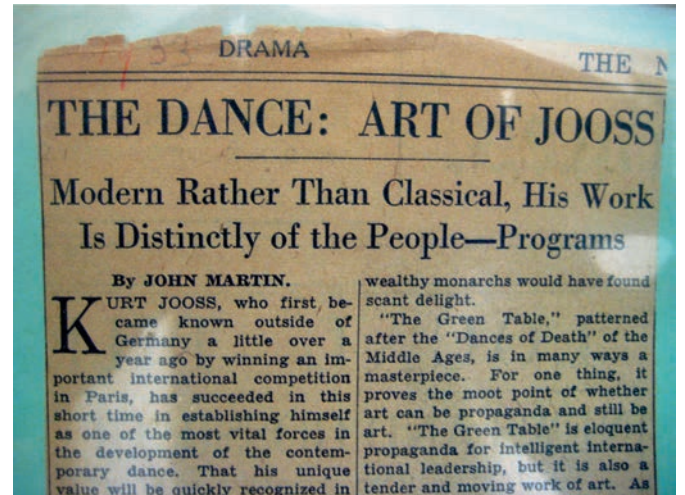 DRAMA
THE
THE DANCE: ART OF JOOSS
Modern Rather Than Classical, His Work
Is Distinctly of the People—Programs
By JOHN MARTIN.
KURT JOOSS, who first be-
came known outside of
Germany a little over a
year ago by winning an im-
portant international competition
in Paris, has succeeded in this
short time in establishing himself
as one of the most vital forces in
the development of the contem-
porary dance. That his unique
value will be quickly recognized in
wealthy monarchs would have found
scant delight.
"The Green Table," patterned
after the "Dances of Death" of the
Middle Ages, is in many ways a
masterpiece. For one thing, it
proves the moot point of whether
art can be propaganda and still be
art. "The Green Table" is eloquent
propaganda for intelligent interna-
tional leadership, but it is also a
tender and moving work of art. As